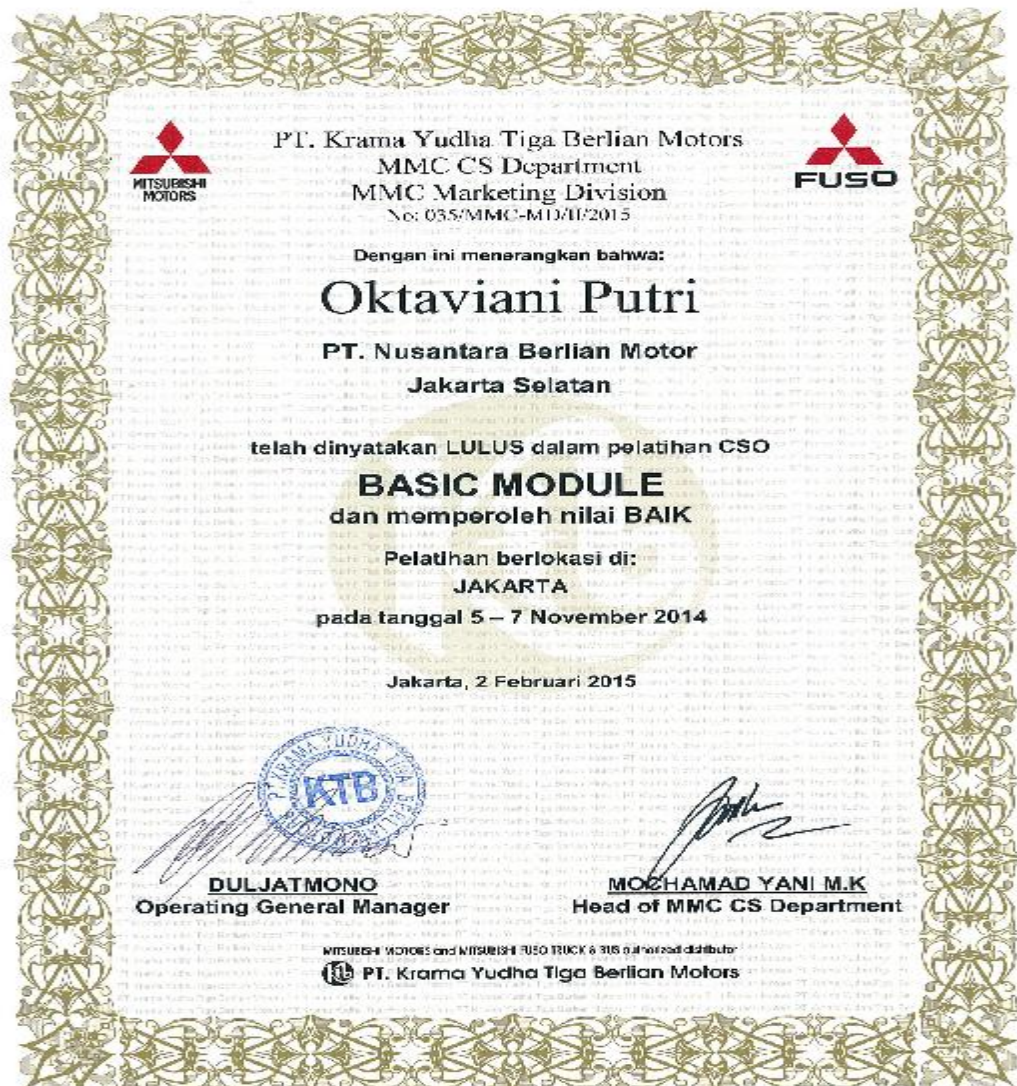 MITSUBISHI
MOTORS
FUSO
PT. Krama Yudha Tiga Berlian Motors
MMC CS Department
MMC Marketing Division
No: 035/MMC-MD/II/2015
Dengan ini menerangkan bahwa:
Oktaviani Putri
PT. Nusantara Berlian Motor
Jakarta Selatan
telah dinyatakan LULUS dalam pelatihan CSO
BASIC MODULE
dan memperoleh nilai BAIK
Pelatihan berlokasi di:
JAKARTA
pada tanggal 5 – 7 November 2014
Jakarta, 2 Februari 2015
KRAMA YUDHA TIGA
KTB
DULJATMONO
Operating General Manager
MOCHAMAD YANI M.K
Head of MMC CS Department
MITSUBISHI MOTORS and MITSUBISHI FUSO TRUCK & BUS authorized distributor
ktb PT. Krama Yudha Tiga Berlian Motors